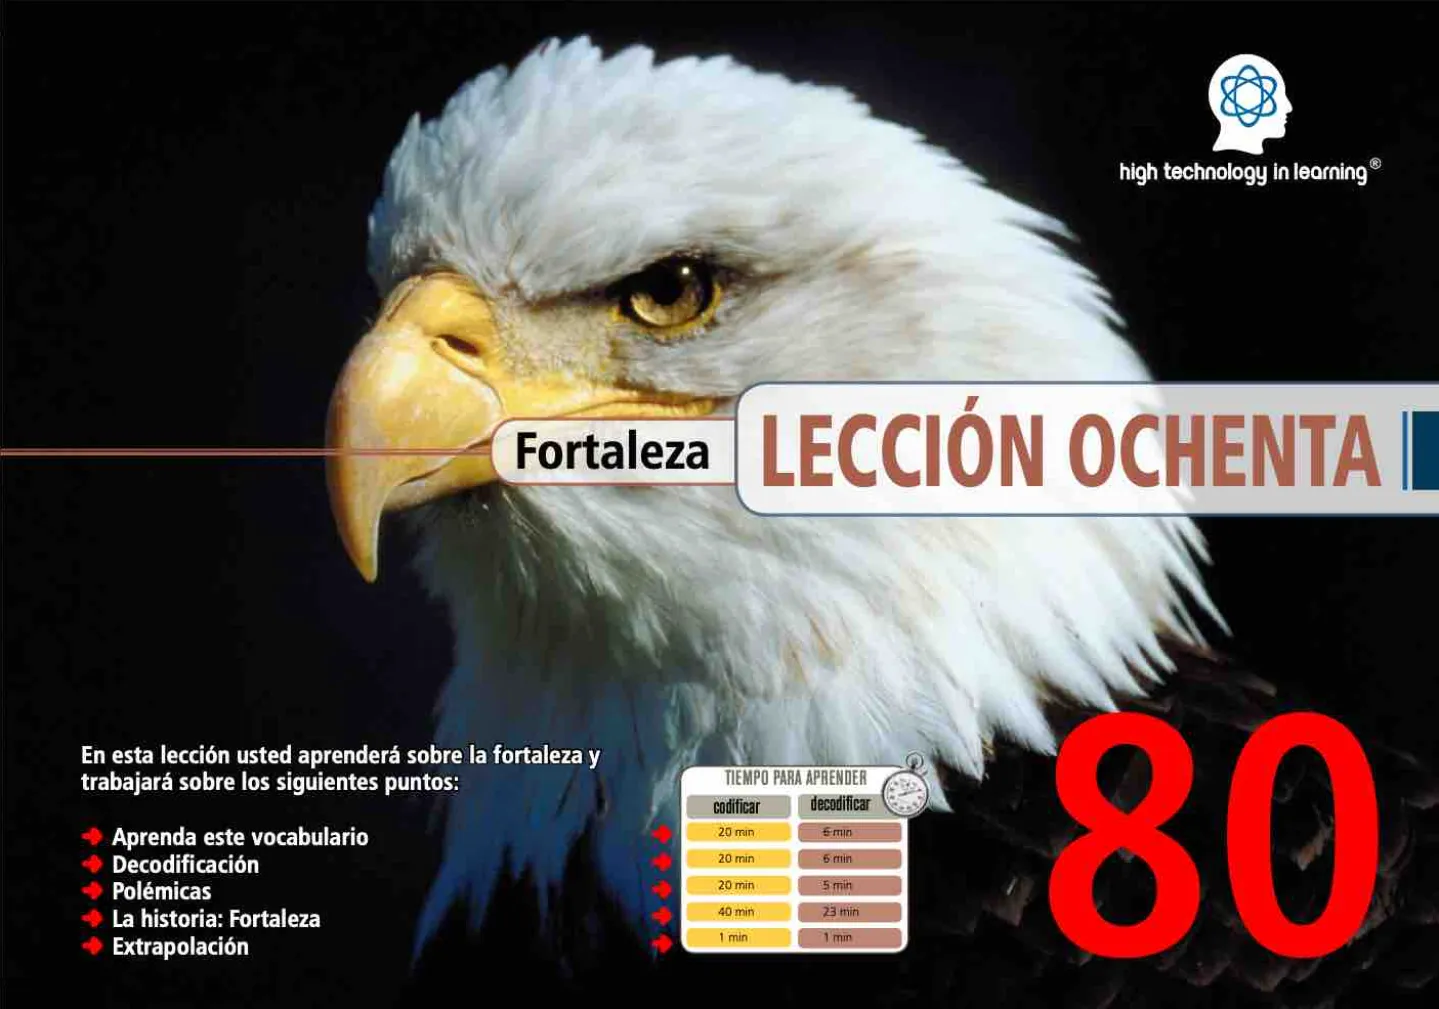 high technology in learning®
Fortaleza
LECCIÓN OCHENTA
En esta lección usted aprenderá sobre la fortaleza y
trabajará sobre los siguientes puntos:
Aprenda este vocabulario
Decodificación
Polémicas
La historia: Fortaleza
Extrapolación
TIEMPO PARA APRENDER
codificar decodificar
20 min 6 min
20 min 6 min
20 min 5 min
40 min 23 min
1 min 1 min
80